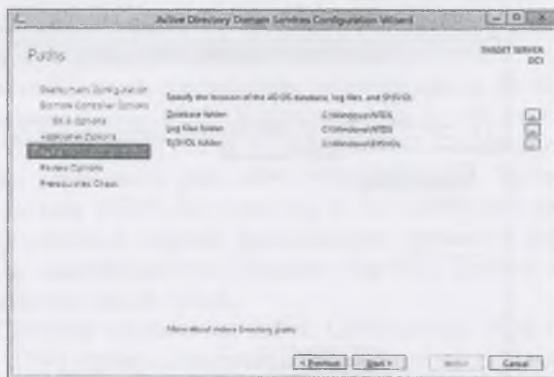 Active Directory Domain Services Configuration Wizard
Paths
TARGET SERVER
DC1
Deployment Configuration
Domain Controller Options
DNS Options
Additional Options
Paths
Review Options
Prerequisites Check
Specify the location of the AD DS database, log files, and SYSVOL
Database folder: C:\Windows\NTDS
Log files folder: C:\Windows\NTDS
SYSVOL folder: C:\Windows\SYSVOL
More about Active Directory paths
< Previous
Next >
Install
Cancel